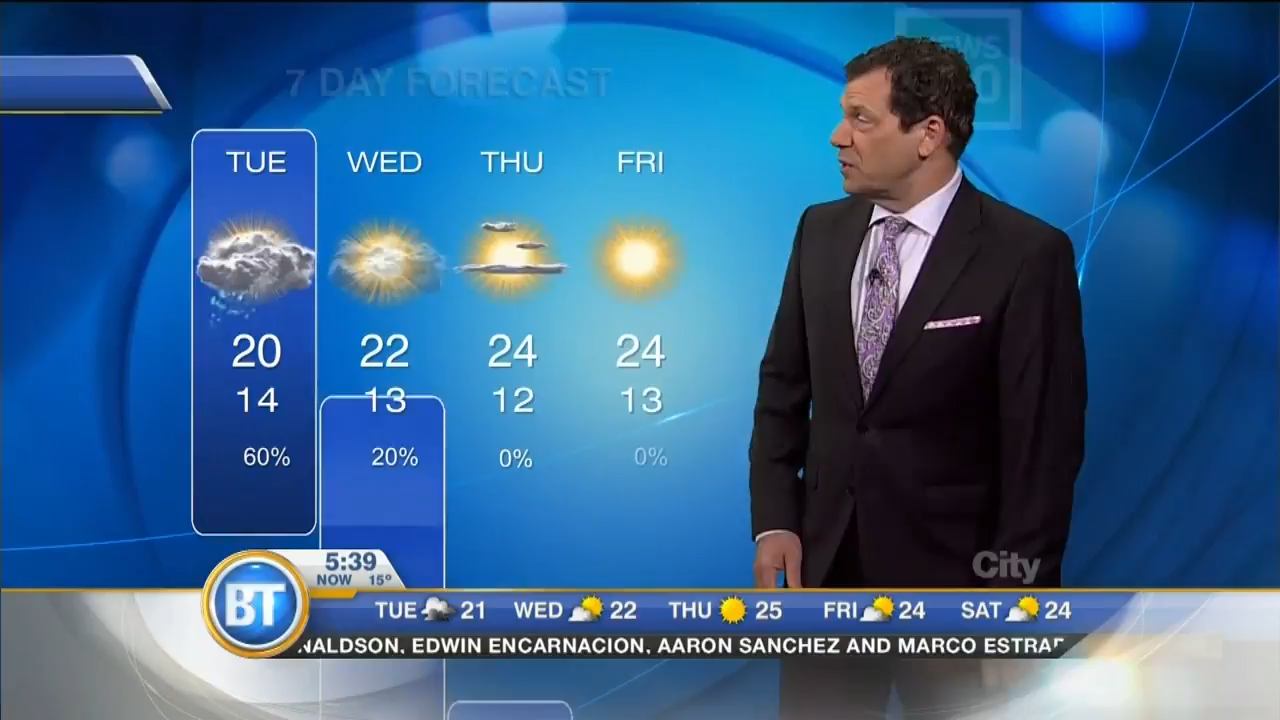 NEWS
7 DAY FORECAST
TUE WED THU FRI
20 22 24 24
14 13 12 13
60% 20% 0% 0%
City
5:39
NOW 15°
BT
TUE 21 WED 22 THU 25 FRI 24 SAT 24
NALDSON, EDWIN ENCARNACION, AARON SANCHEZ AND MARCO ESTRA